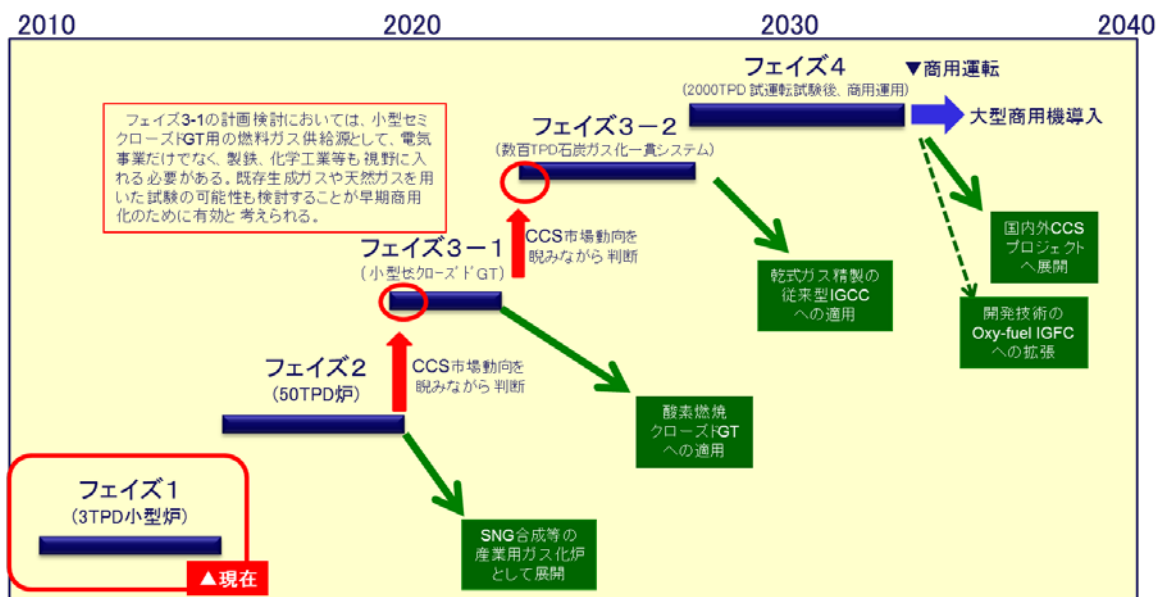 2010 2020 2030 2040
フェイズ4
(2000TPD試運転試験後、商用運用)
▼商用運転
大型商用機導入
フェイズ3-1の計画検討においては、小型セミ
クローズドGT用の燃料ガス供給源として、電気
事業だけでなく、製鉄、化学工業等も視野に入
れる必要がある。既存生成ガスや天然ガスを用
いた試験の可能性も検討することが早期商用
化のために有効と考えられる。
フェイズ3-2
(数百TPD石炭ガス化一貫システム)
CCS市場動向を
睨みながら判断
国内外CCS
プロジェクト
へ展開
フェイズ3-1
(小型セミクローズドGT)
乾式ガス精製の
従来型IGCC
への適用
開発技術の
Oxy-fuel IGFC
への拡張
フェイズ2
(50TPD炉)
CCS市場動向を
睨みながら判断
酸素燃焼
クローズドGT
への適用
フェイズ1
(3TPD小型炉)
▲現在
SNG合成等の
産業用ガス化炉
として展開